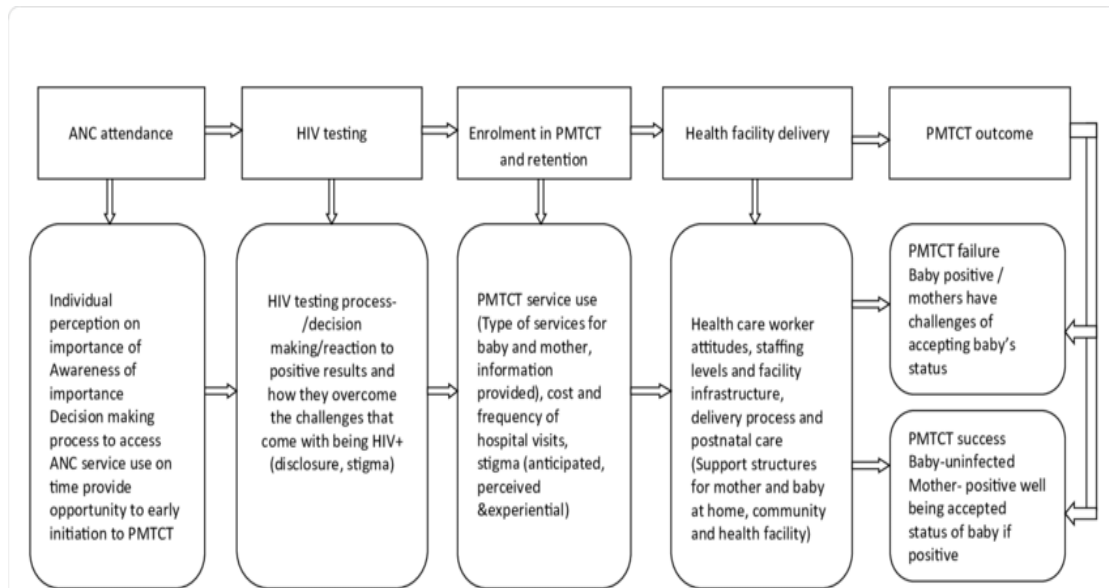 ANC attendance
HIV testing
Enrolment in PMTCT
and retention
Health facility delivery
PMTCT outcome
Individual
perception on
importance of
Awareness of
importance
Decision making
process to access
ANC service use on
time provide
opportunity to early
initiation to PMTCT
HIV testing process-
/decision
making/reaction to
positive results and
how they overcome
the challenges that
come with being HIV+
(disclosure, stigma)
PMTCT service use
(Type of services for
baby and mother,
information
provided), cost and
frequency of
hospital visits,
stigma (anticipated,
perceived
&experiential)
Health care worker
attitudes, staffing
levels and facility
infrastructure,
delivery process and
postnatal care
(Support structures
for mother and baby
at home, community
and health facility)
PMTCT failure
Baby positive /
mothers have
challenges of
accepting baby's
status
PMTCT success
Baby-uninfected
Mother- positive well
being accepted
status of baby if
positive